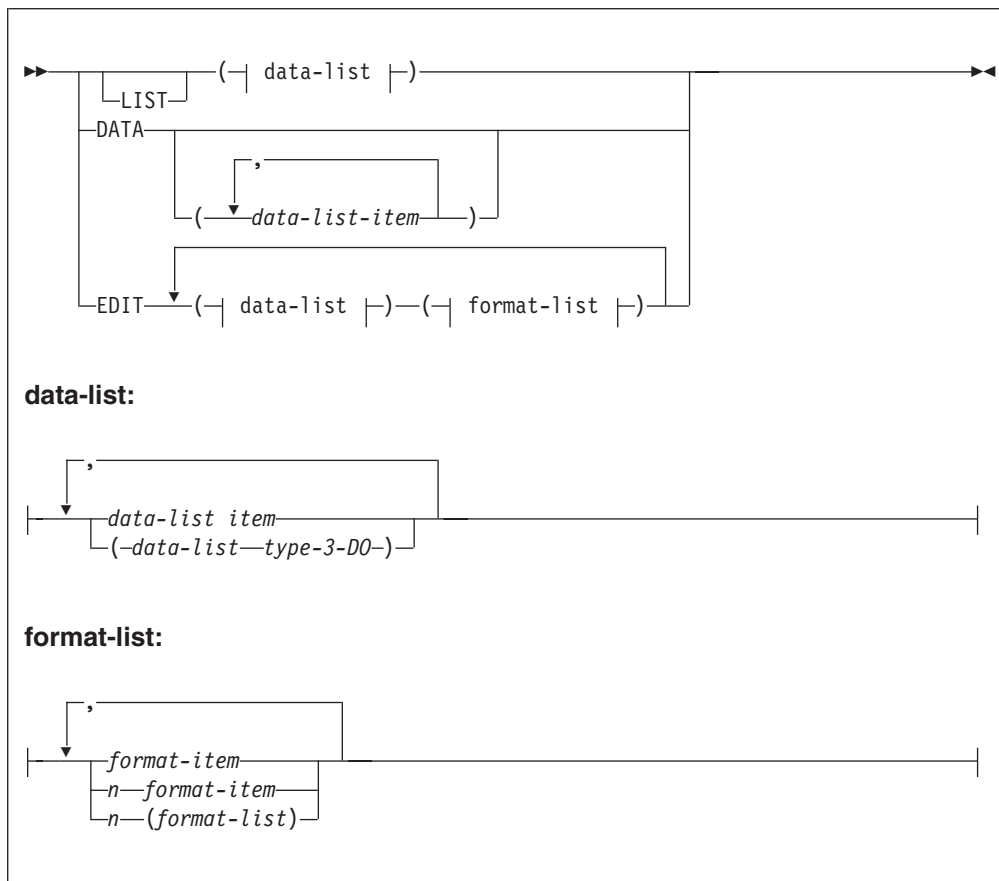 ( data-list )
LIST
DATA
,
( data-list-item )
EDIT ( data-list ) ( format-list )
data-list:
,
data-list item
( data-list type-3-DO )
format-list:
,
format-item
n format-item
n (format-list)